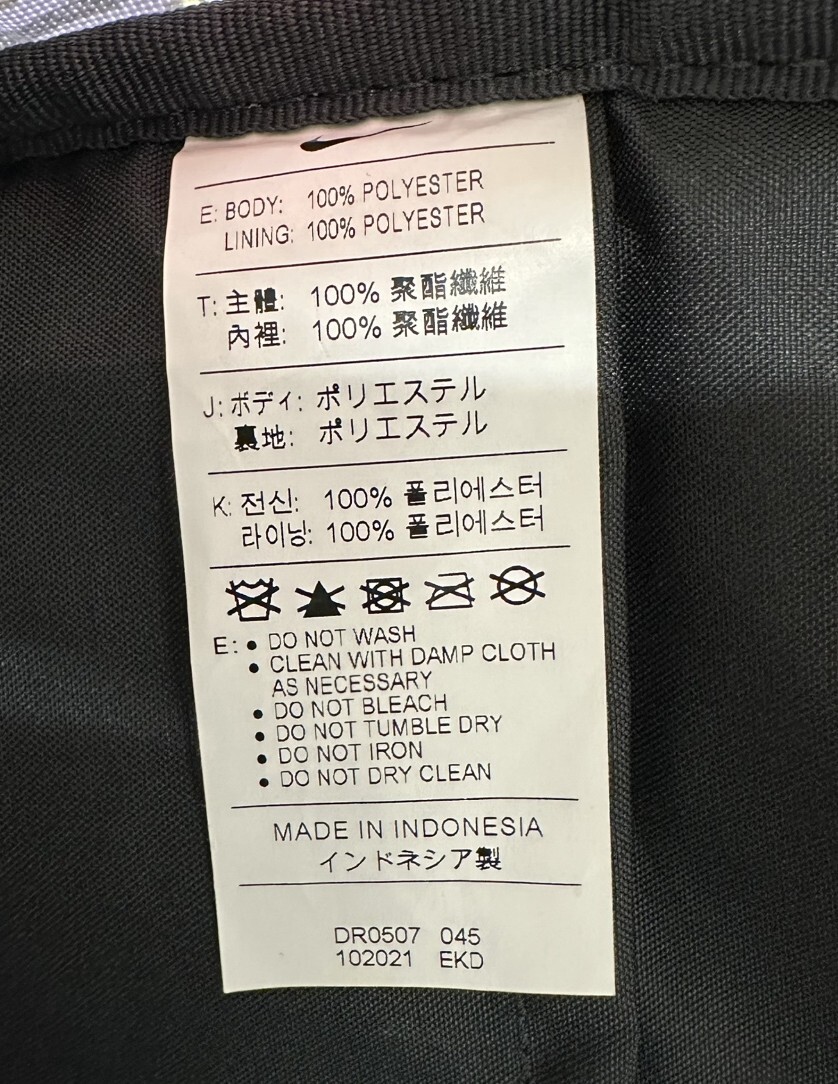 E: BODY: 100% POLYESTER
LINING: 100% POLYESTER
T: 主體: 100% 聚酯纖維
內裡: 100% 聚酯纖維
J: ボディ: ポリエステル
裏地: ポリエステル
K: 전신: 100% 폴리에스터
라이닝: 100% 폴리에스터
E: • DO NOT WASH
• CLEAN WITH DAMP CLOTH
AS NECESSARY
• DO NOT BLEACH
• DO NOT TUMBLE DRY
• DO NOT IRON
• DO NOT DRY CLEAN
MADE IN INDONESIA
インドネシア製
DR0507 045
102021 EKD